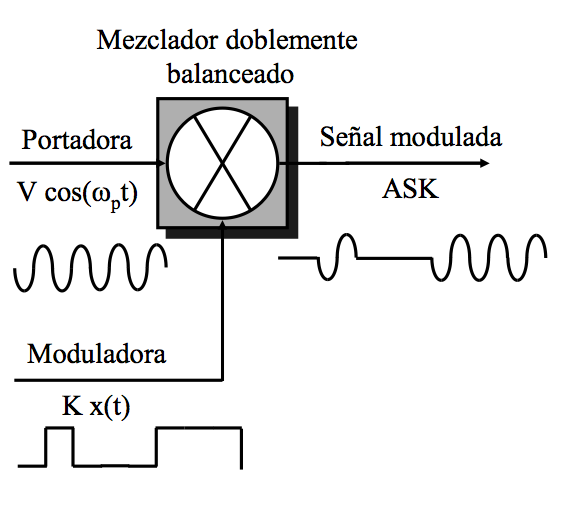 Mezclador doblemente
balanceado
Portadora
V cos(ωpt)
Señal modulada
ASK
Moduladora
K x(t)